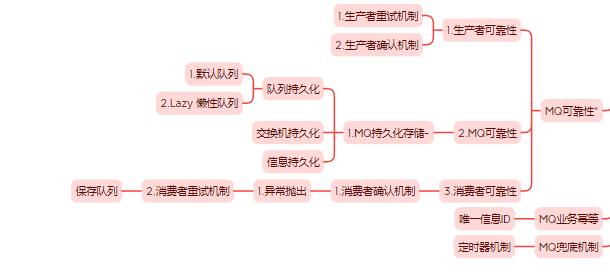 1.生产者重试机制
1.生产者可靠性
2.生产者确认机制
1.默认队列
队列持久化
2.Lazy 懒性队列
MQ可靠性*
交换机持久化
1.MQ持久化存储-
2.MQ可靠性
信息持久化
保存队列
2.消费者重试机制
1.异常抛出
1.消费者确认机制
3.消费者可靠性
唯一信息ID
MQ业务幂等
定时器机制
MQ兜底机制